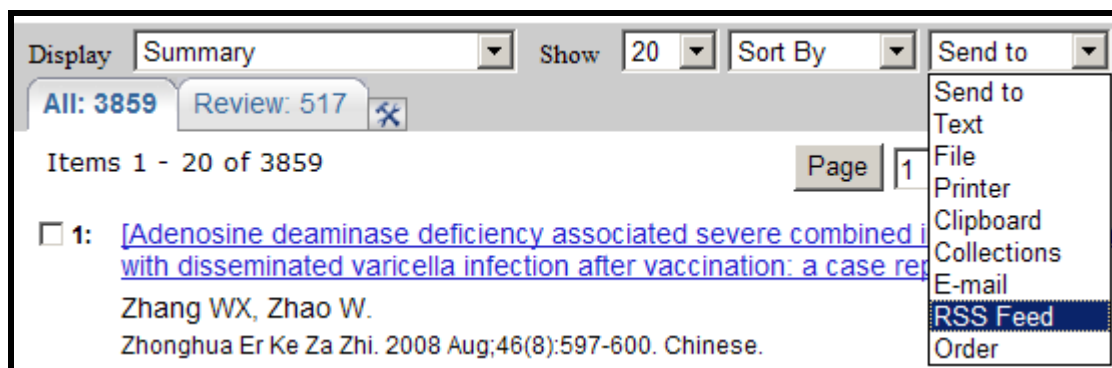 Display Summary Show 20 Sort By Send to
All: 3859 Review: 517
Send to
Text
File
Printer
Clipboard
Collections
E-mail
RSS Feed
Order
Items 1 - 20 of 3859
Page 1
1: [Adenosine deaminase deficiency associated severe combined
with disseminated varicella infection after vaccination: a case
Zhang WX, Zhao W.
Zhonghua Er Ke Za Zhi. 2008 Aug;46(8):597-600. Chinese.